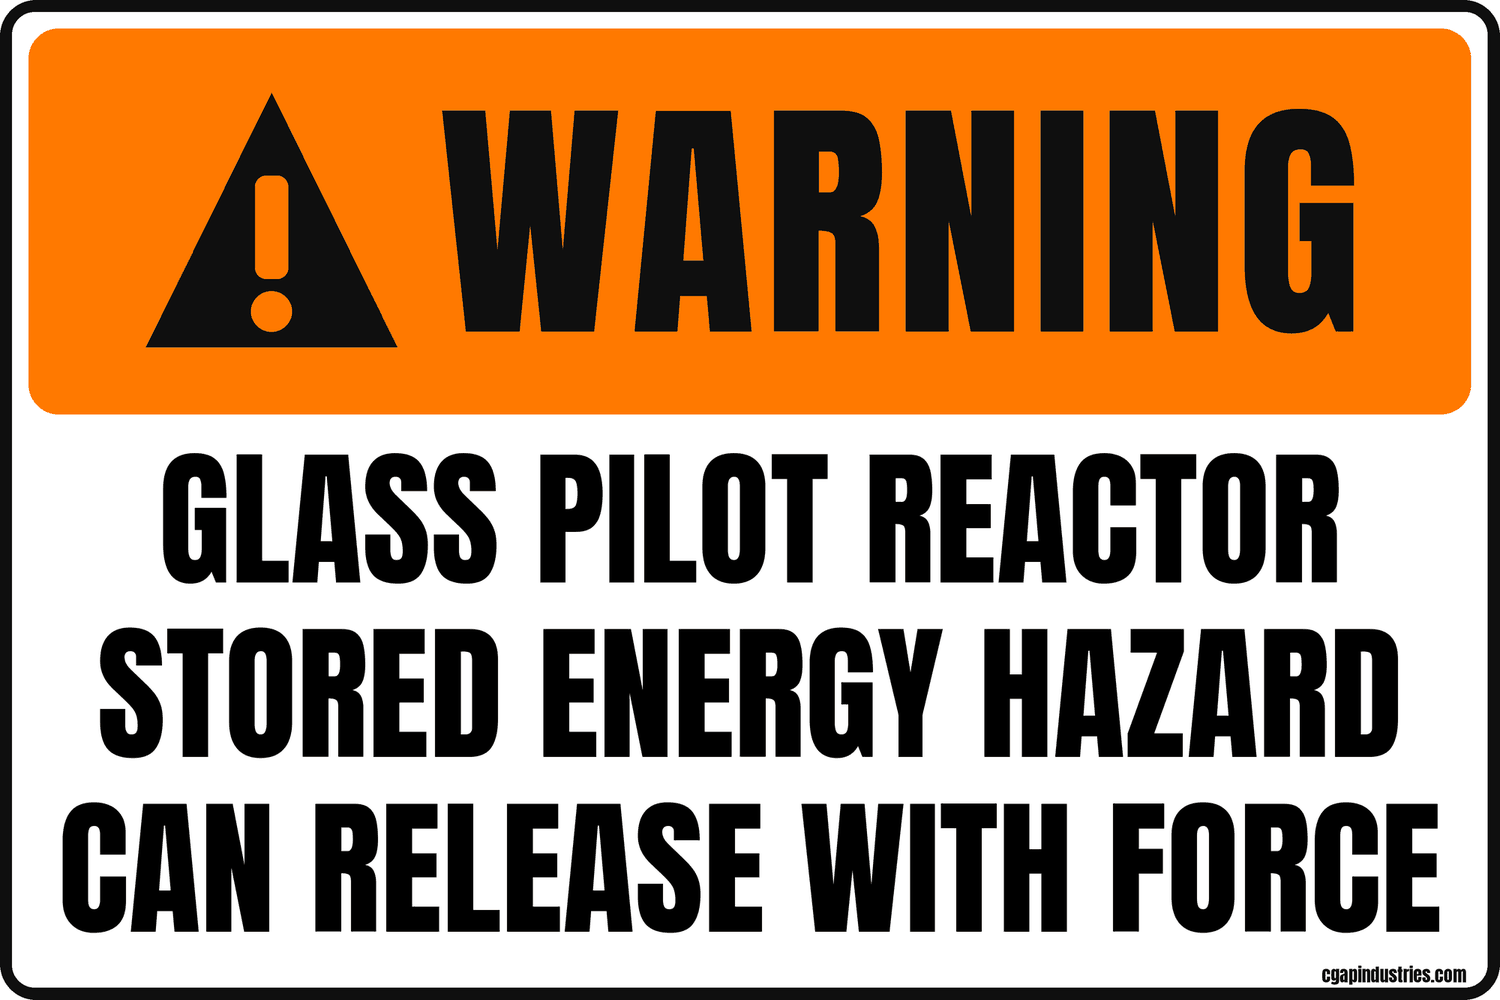 WARNING
GLASS PILOT REACTOR
STORED ENERGY HAZARD
CAN RELEASE WITH FORCE
cgapindustries.com